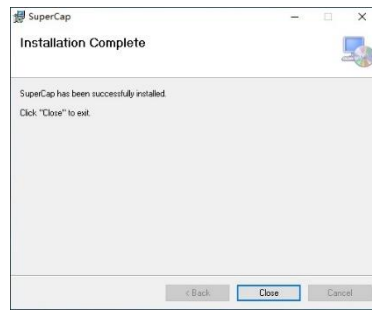 SuperCap
Installation Complete
SuperCap has been successfully installed.
Click "Close" to exit.
< Back Close Cancel